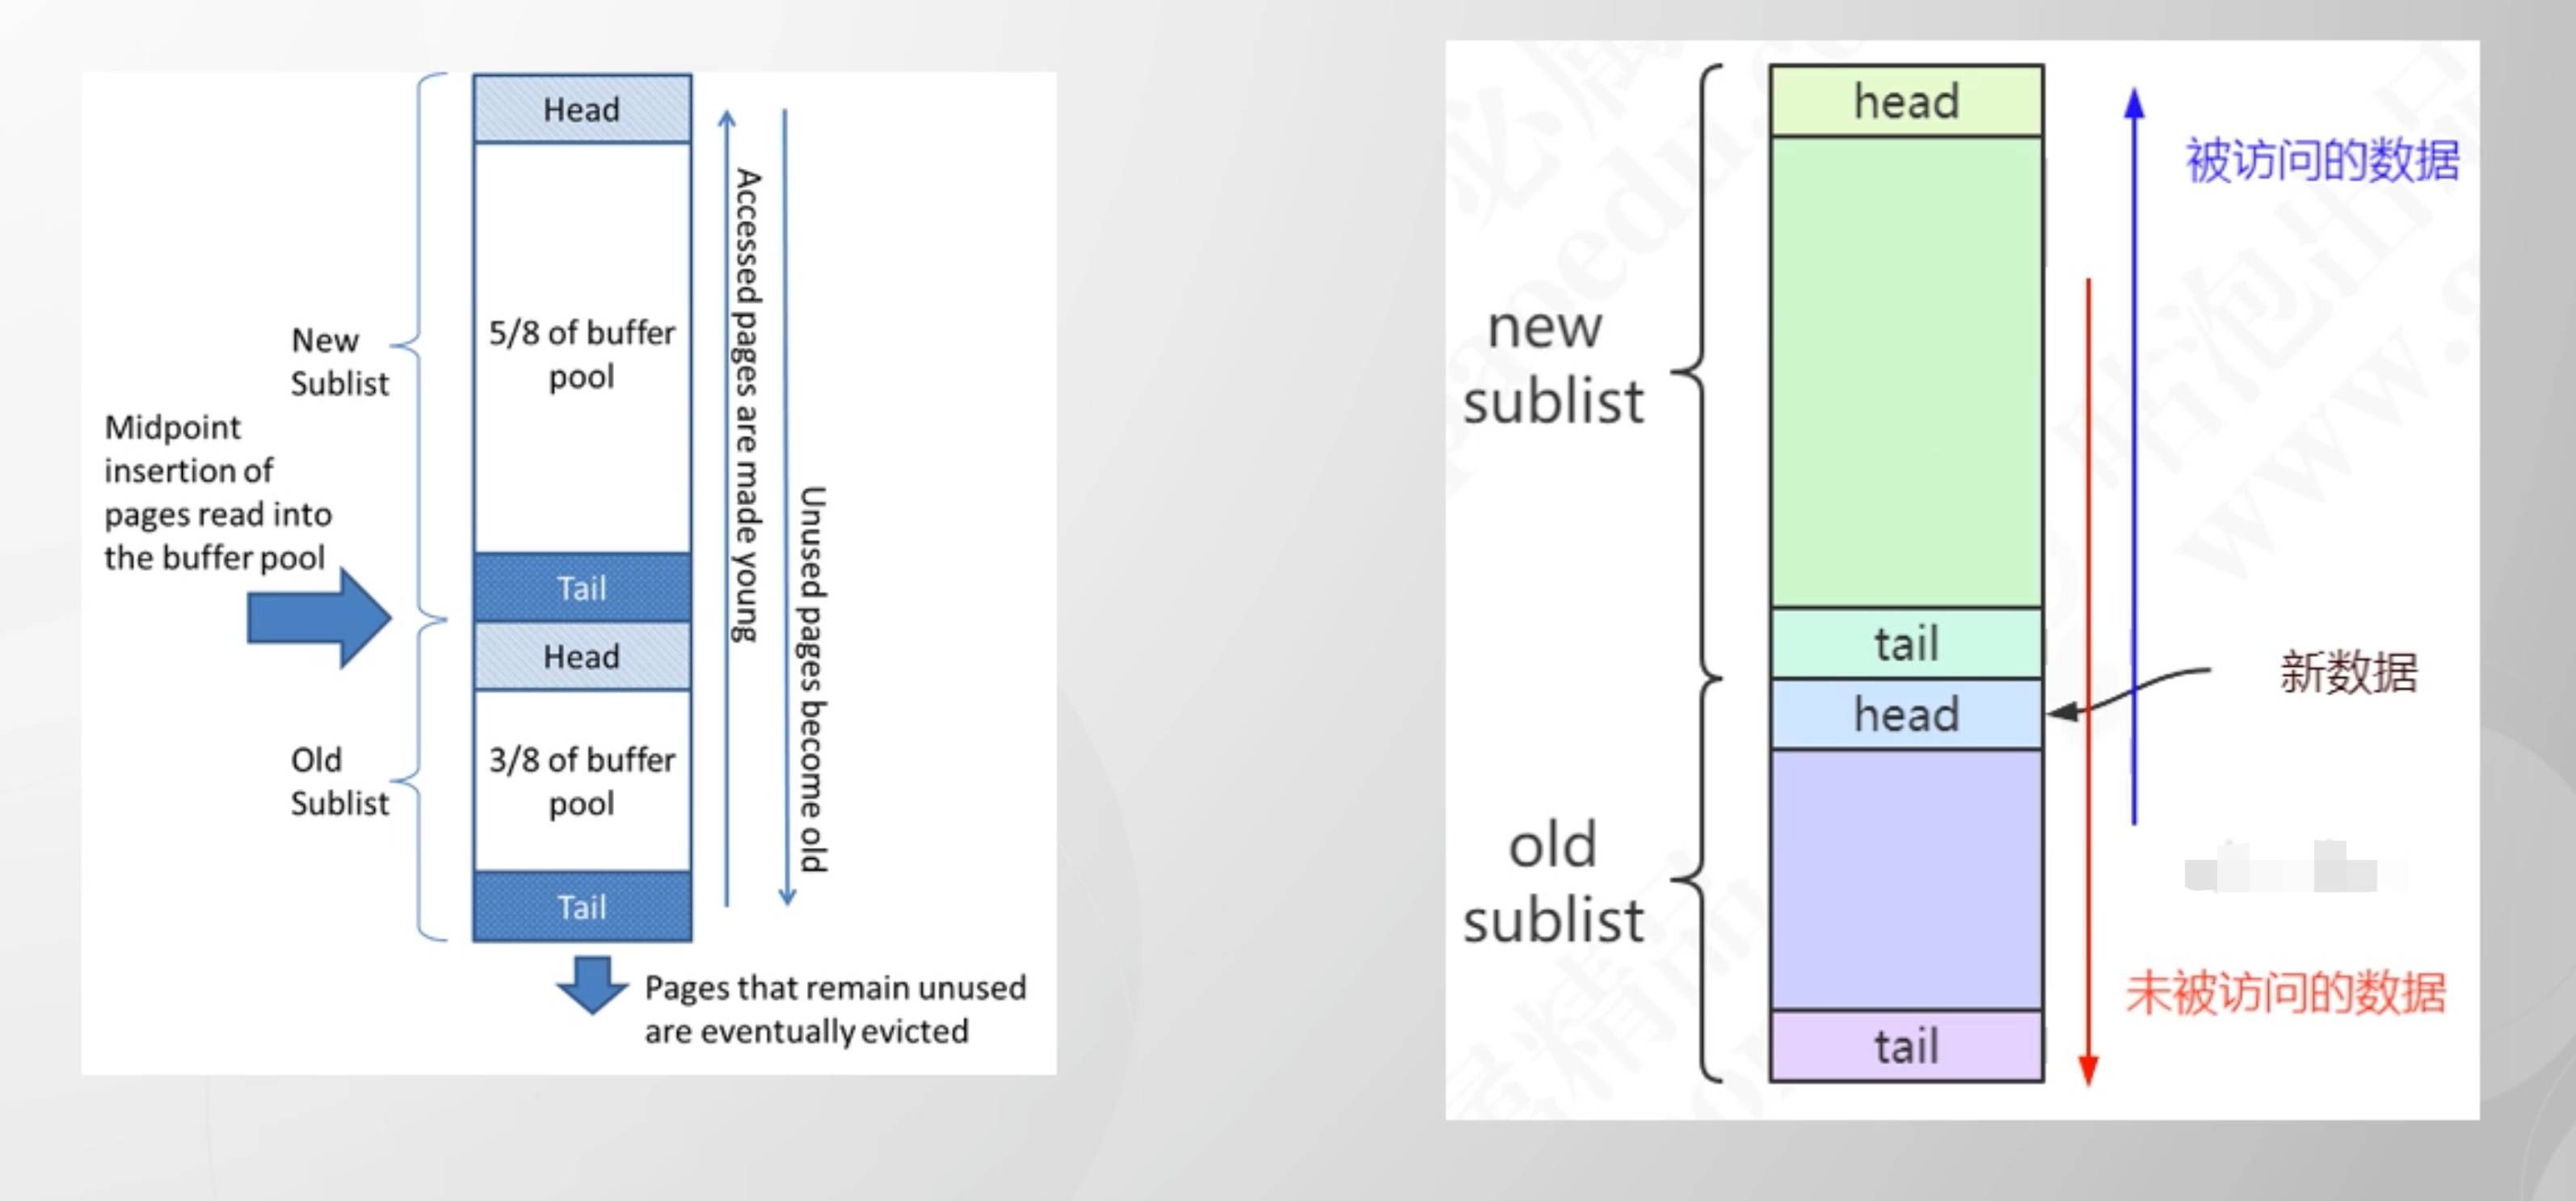 Head
5/8 of buffer
pool
New
Sublist
Midpoint
insertion of
pages read into
the buffer pool
Tail
Head
3/8 of buffer
pool
Old
Sublist
Tail
Accessed pages are made young
Unused pages become old
Pages that remain unused
are eventually evicted
head
被访问的数据
new
sublist
tail
新数据
head
old
sublist
未被访问的数据
tail